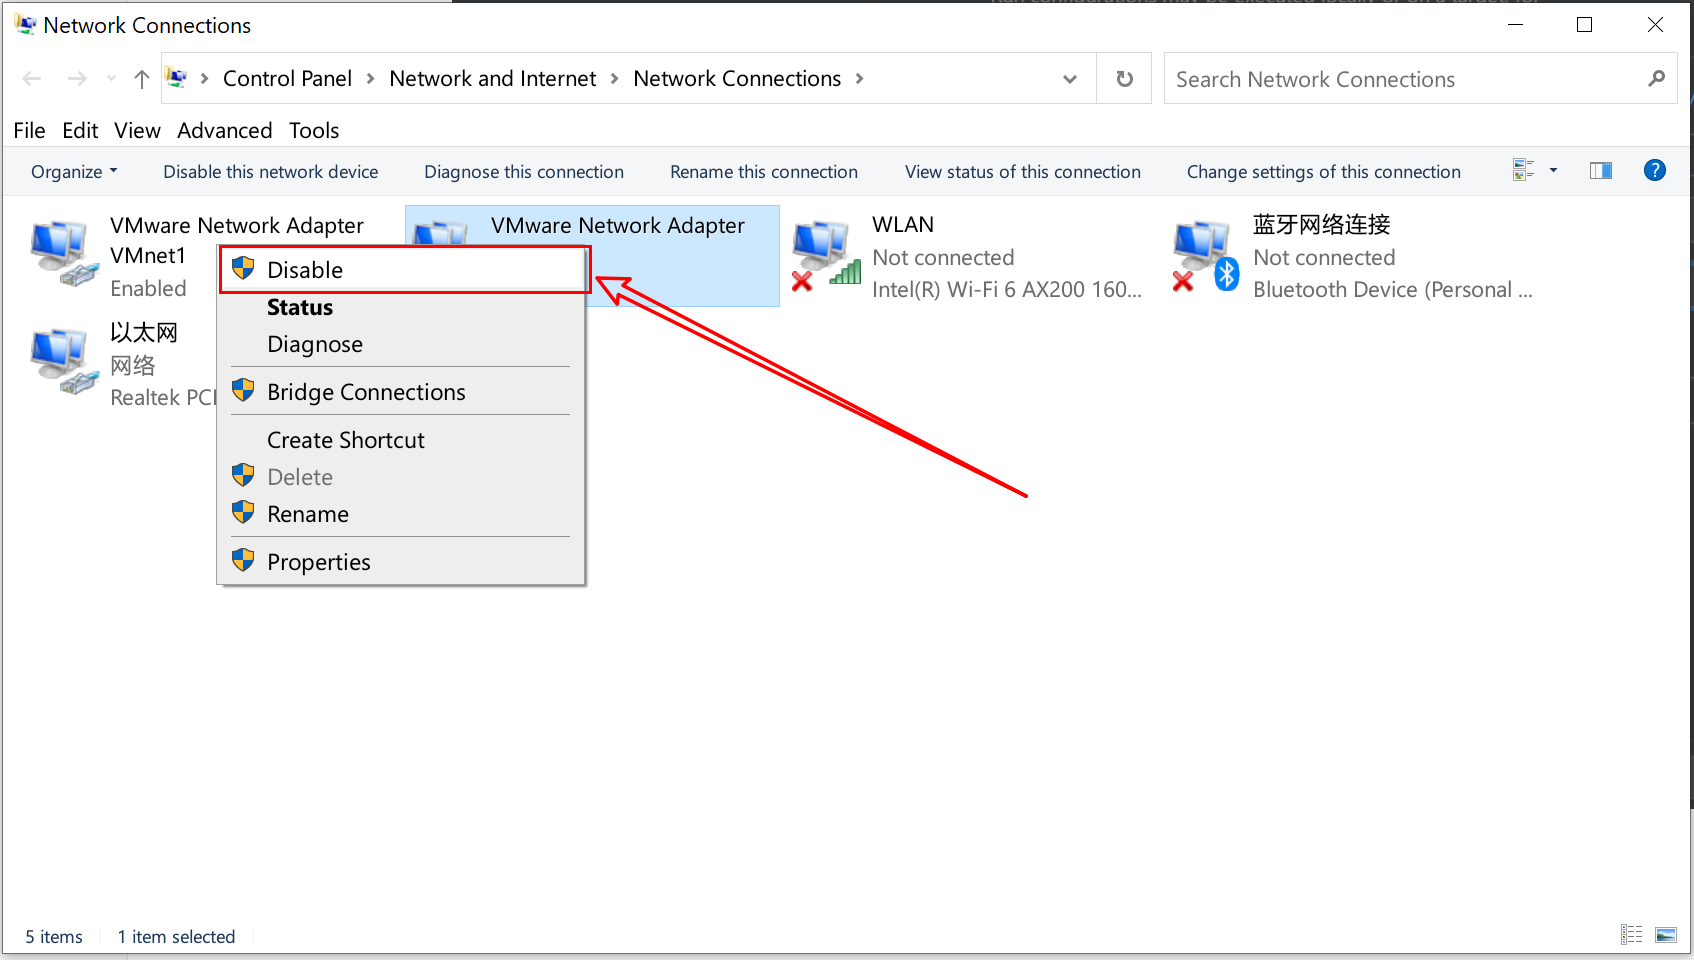 Network Connections
Control Panel > Network and Internet > Network Connections >
Search Network Connections
File Edit View Advanced Tools
Organize Disable this network device Diagnose this connection Rename this connection View status of this connection Change settings of this connection
VMware Network Adapter
VMnet1
Enabled
VMware Network Adapter
WLAN
Not connected
Intel(R) Wi-Fi 6 AX200 160...
蓝牙网络连接
Not connected
Bluetooth Device (Personal ...
以太网
网络
Realtek PCI
Disable
Status
Diagnose
Bridge Connections
Create Shortcut
Delete
Rename
Properties
5 items 1 item selected